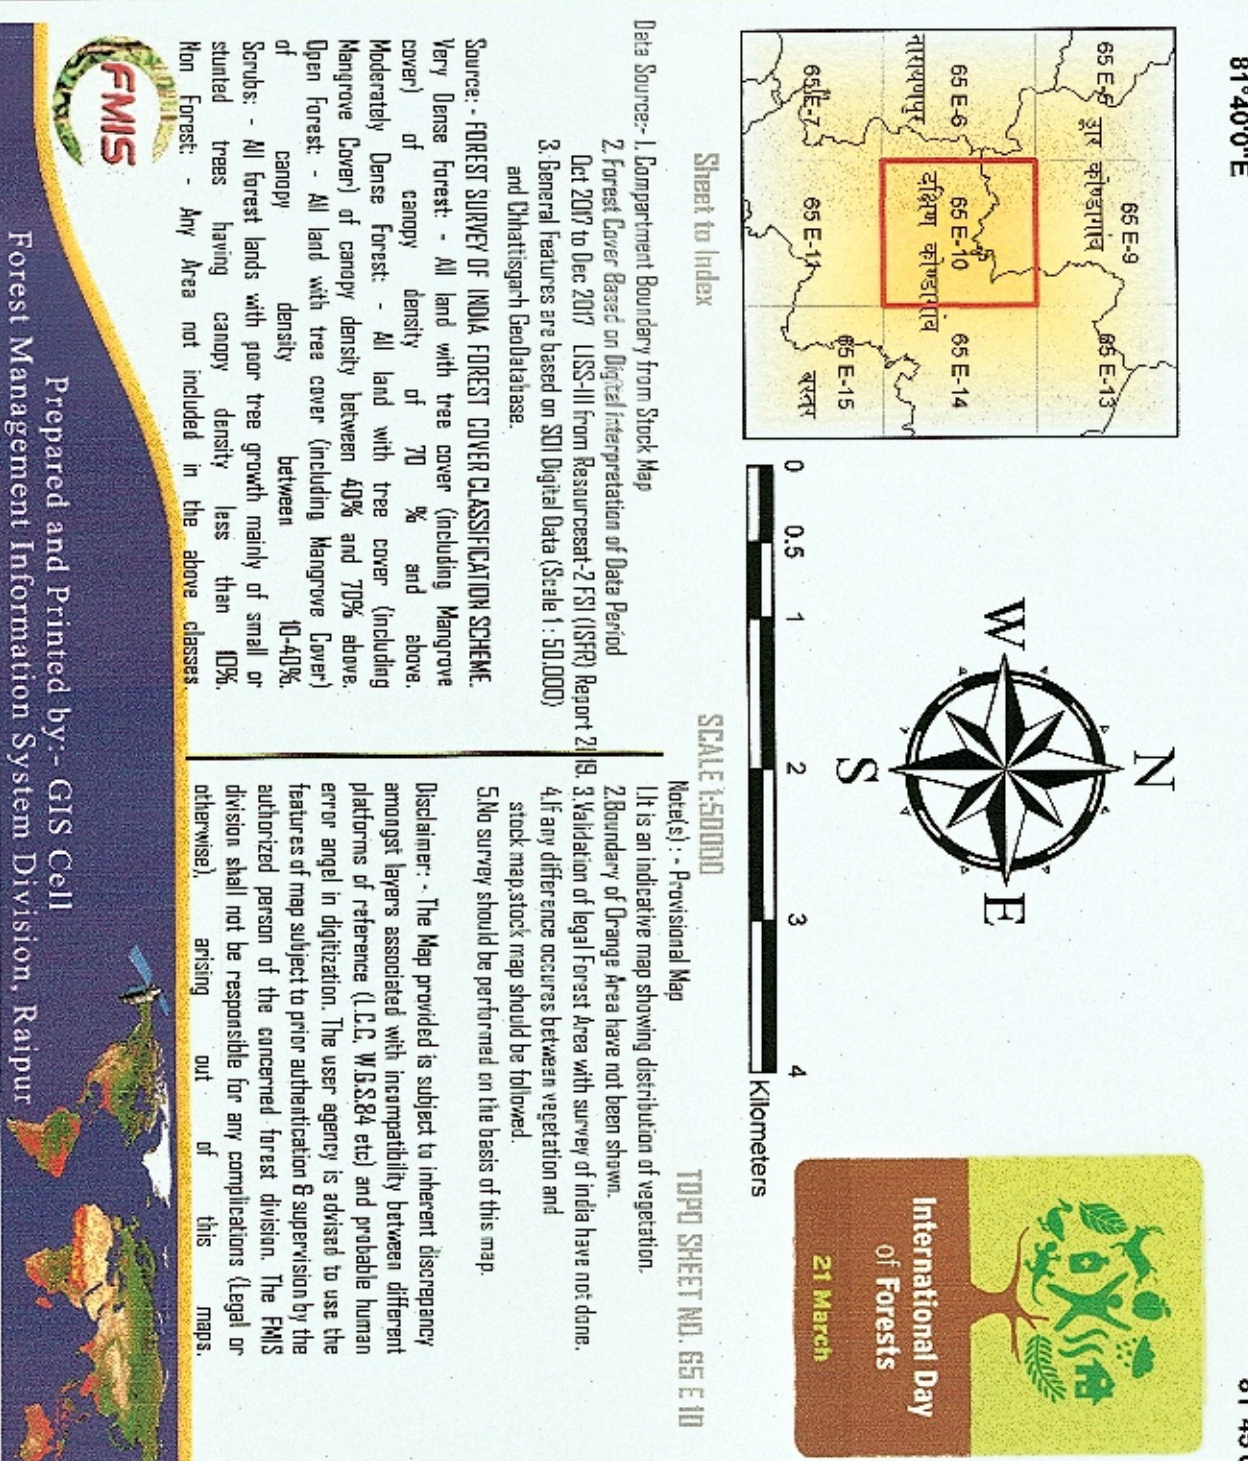 81°40'0"E
65 E-5
उत्तर कोण्डागांव
65 E-9
65 E-13
65 E-6
नारायणपुर
65 E-10
दक्षिण कोण्डागांव
65 E-14
65 E-7
65 E-11
65 E-15
बस्तर
N
W
E
S
International Day
of Forests
21 March
0 0.5 1 2 3 4
Kilometers
Sheet to Index
SCALE 1:50000
TOPO SHEET NO. 65 E 10
Data Source:- 1. Compartment Boundary from Stock Map
2. Forest Cover Based on Digital interpretation of Data Period
Oct 2017 to Dec 2017 LISS-III from Resourcesat-2 FSI (ISFR) Report 2019.
3. General Features are based on SOI Digital Data (Scale 1 : 50,000)
and Chhattisgarh GeoDatabase.
Source: - FOREST SURVEY OF INDIA FOREST COVER CLASSIFICATION SCHEME.
Very Dense Forest: - All land with tree cover (including Mangrove
cover) of canopy density of 70 % and above.
Moderately Dense Forest: - All land with tree cover (including
Mangrove Cover) of canopy density between 40% and 70% above.
Open Forest: - All land with tree cover (including Mangrove Cover)
of canopy density between 10-40%.
Scrubs: - All forest lands with poor tree growth mainly of small or
stunted trees having canopy density less than 10%.
Non Forest: - Any Area not included in the above classes.
Note(s) : - Provisional Map
1.It is an indicative map showing distribution of vegetation.
2.Boundary of Orange Area have not been shown.
3.Validation of legal Forest Area with survey of india have not done.
4.If any difference occures between vegetation and
stock map,stock map should be followed.
5.No survey should be performed on the basis of this map.
Disclaimer: -. The Map provided is subject to inherent discrepancy
amongst layers associated with incompatibility between different
platforms of reference (L.C.C, W.G.S.84 etc) and probable human
error angel in digitization. The user agency is advised to use the
features of map subject to prior authentication & supervision by the
authorized person of the concerned forest division. The FMIS
division shall not be responsible for any complications (Legal or
otherwise), arising out of this maps.
FMIS
Prepared and Printed by:- GIS Cell
Forest Management Information System Division, Raipur